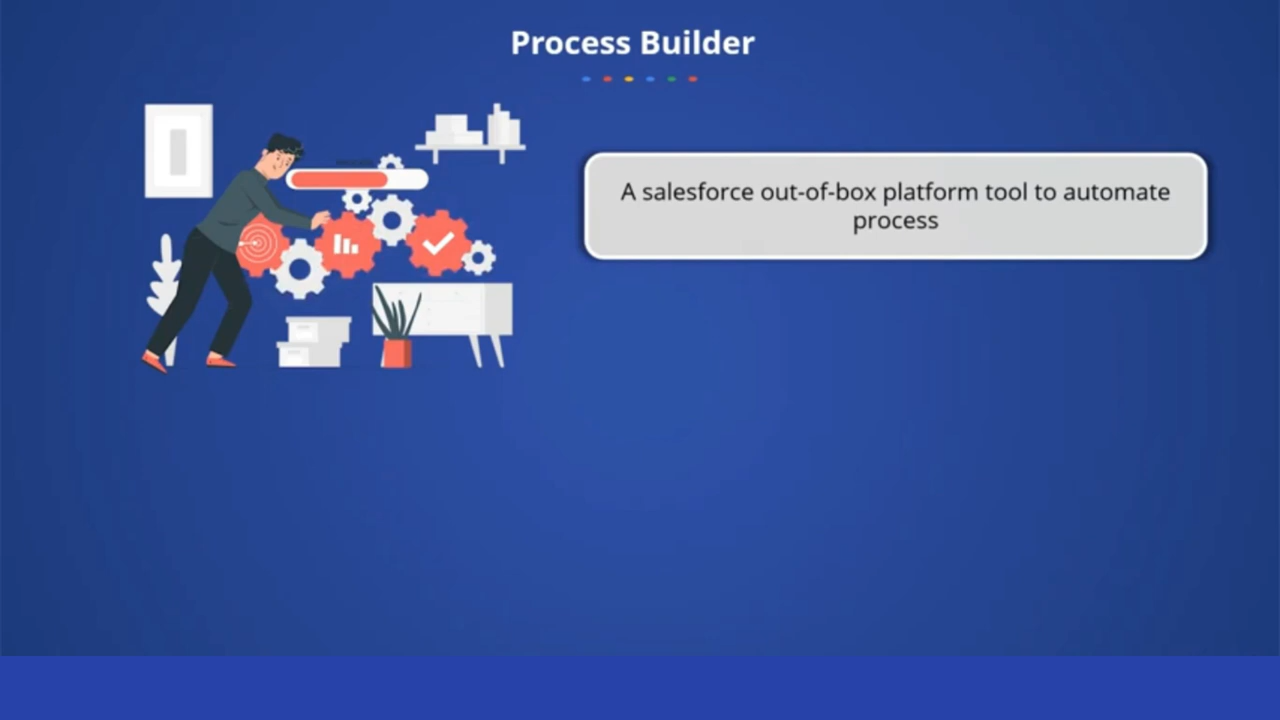 Process Builder
A salesforce out-of-box platform tool to automate
process